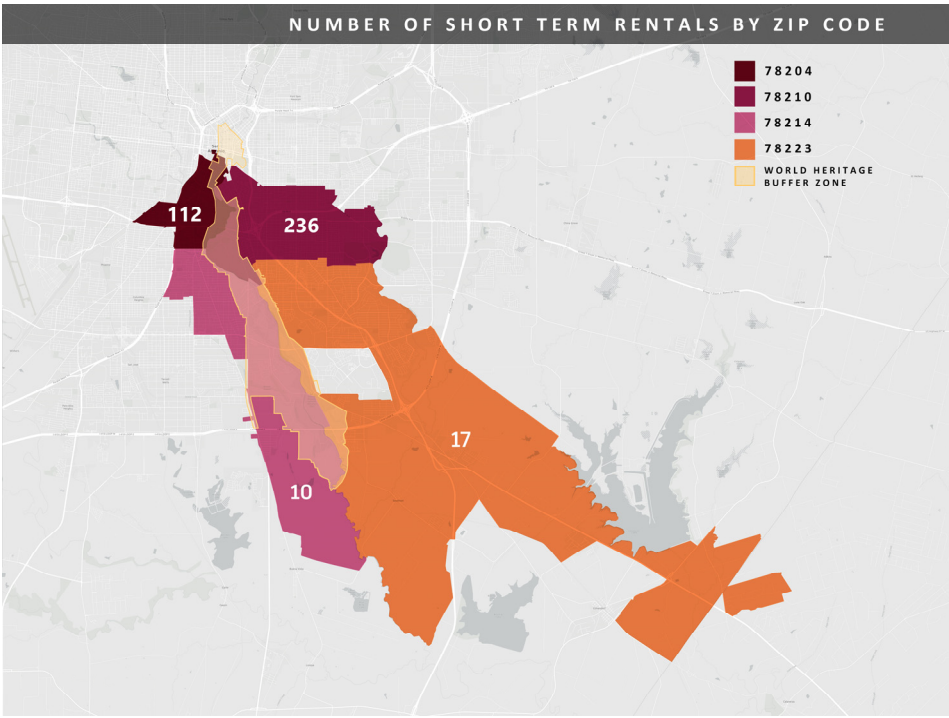 NUMBER OF SHORT TERM RENTALS BY ZIP CODE
78204
78210
78214
78223
WORLD HERITAGE
BUFFER ZONE
112
236
17
10